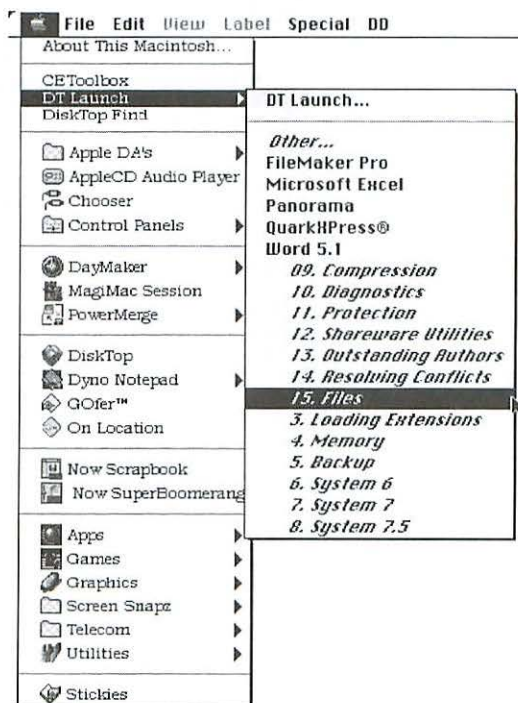 File Edit View Label Special DD
About This Macintosh...
CEToolbox
DT Launch
DiskTop Find
Apple DA's
AppleCD Audio Player
Chooser
Control Panels
DayMaker
MagiMac Session
PowerMerge
DiskTop
Dyno Notepad
GOfer™
On Location
Now Scrapbook
Now SuperBoomerang
Apps
Games
Graphics
Screen Snapz
Telecom
Utilities
Stickies
DT Launch...
Other...
FileMaker Pro
Microsoft Excel
Panorama
QuarkXPress®
Word 5.1
09. Compression
10. Diagnostics
11. Protection
12. Shareware Utilities
13. Outstanding Authors
14. Resolving Conflicts
15. Files
3. Loading Extensions
4. Memory
5. Backup
6. System 6
7. System 7
8. System 7.5